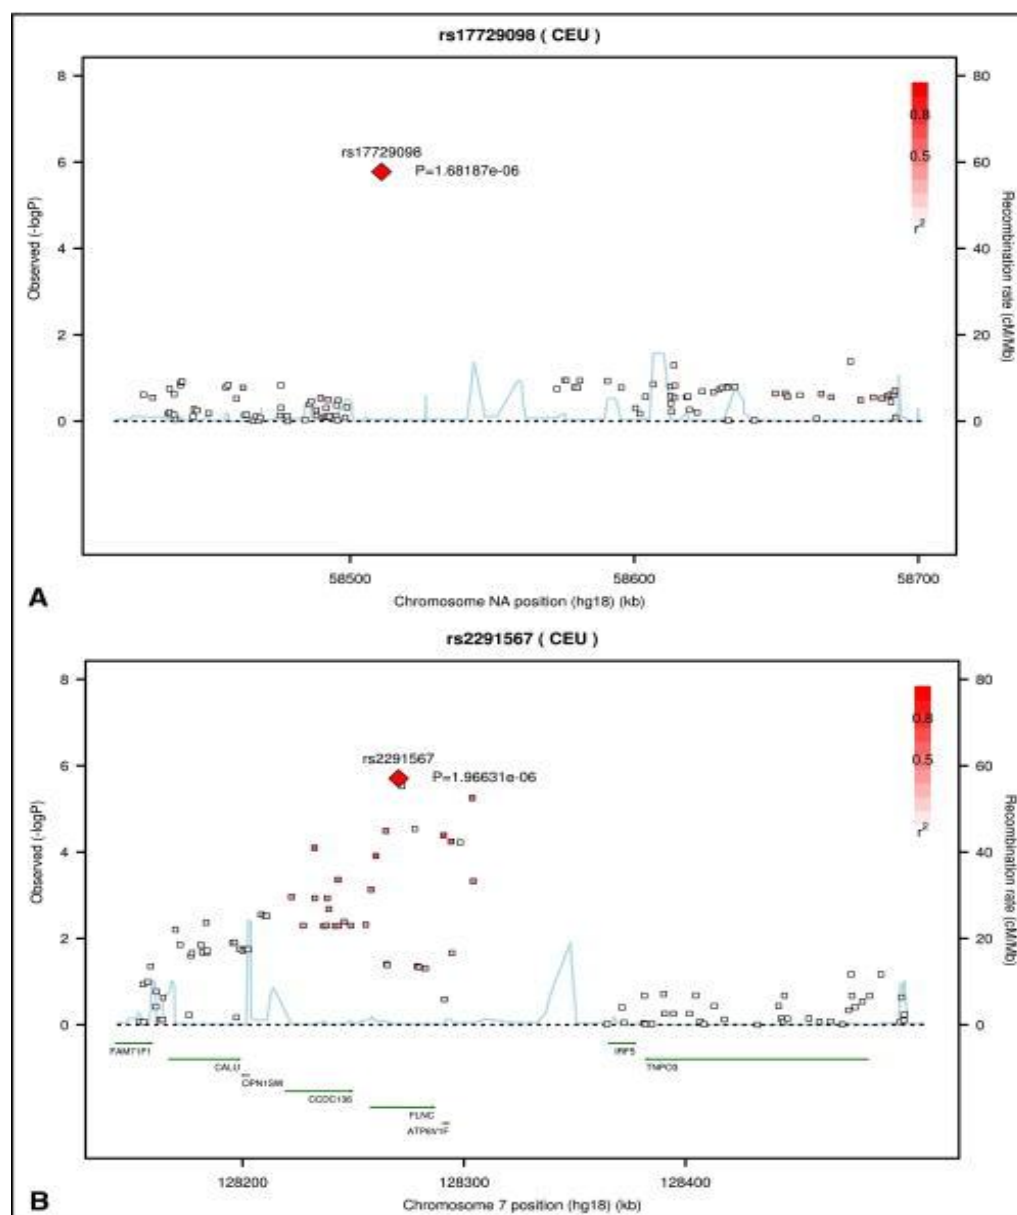 rs17729098 ( CEU )
8
80
0.8
rs17729098
0.5
6
P=1.68187e-06
60
r²
Observed (-logP)
Recombination rate (cM/Mb)
4
40
2
20
0
0
58500
58600
58700
A
Chromosome NA position (hg18) (kb)
rs2291567 ( CEU )
8
80
0.8
rs2291567
0.5
6
P=1.96631e-06
60
r²
Observed (-logP)
Recombination rate (cM/Mb)
4
40
2
20
0
0
FAM71F1
IRF5
CALU
TNPO3
OPN1SW
CCDC136
FLNC
ATP6V1F
128200
128300
128400
B
Chromosome 7 position (hg18) (kb)